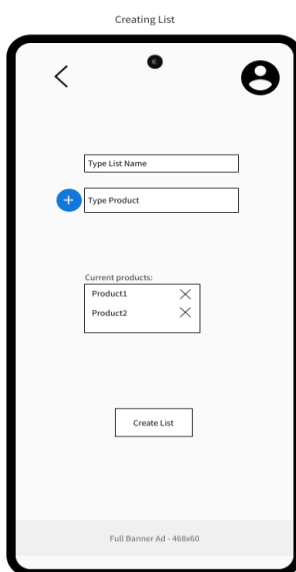 Creating List
Type List Name
Type Product
Current products:
Product1
Product2
Create List
Full Banner Ad - 468x60